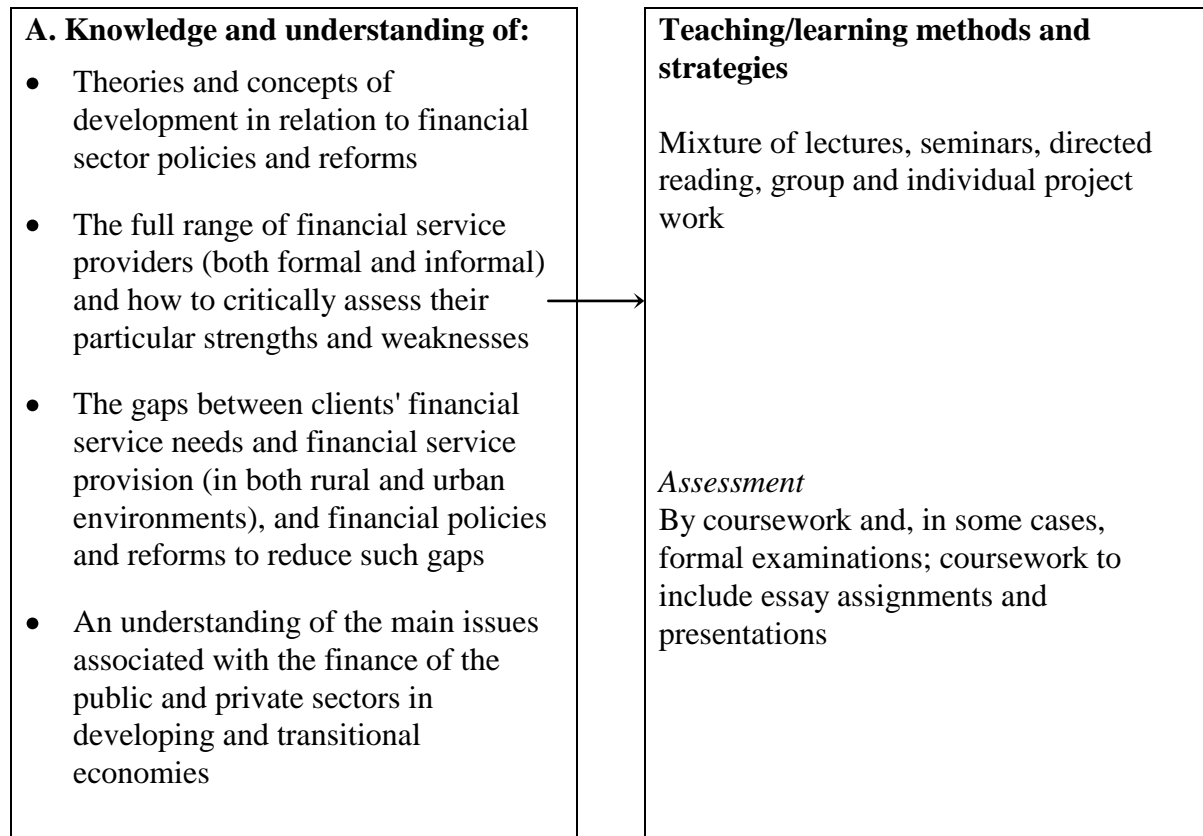 A. Knowledge and understanding of:
• Theories and concepts of
development in relation to financial
sector policies and reforms
• The full range of financial service
providers (both formal and informal)
and how to critically assess their
particular strengths and weaknesses
• The gaps between clients' financial
service needs and financial service
provision (in both rural and urban
environments), and financial policies
and reforms to reduce such gaps
• An understanding of the main issues
associated with the finance of the
public and private sectors in
developing and transitional
economies
Teaching/learning methods and
strategies
Mixture of lectures, seminars, directed
reading, group and individual project
work
Assessment
By coursework and, in some cases,
formal examinations; coursework to
include essay assignments and
presentations